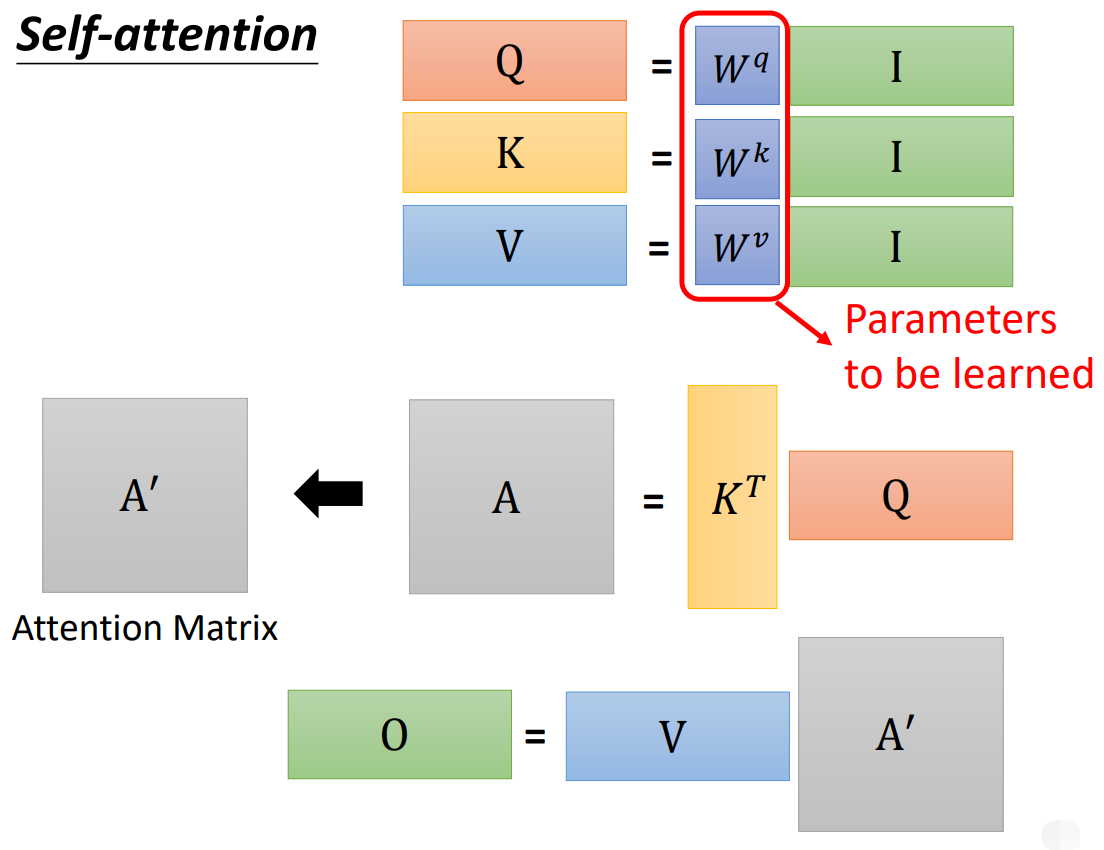 Self-attention
Q = W^q I
K = W^k I
V = W^v I
Parameters
to be learned
A′ A = K^T Q
Attention Matrix
O = V A′